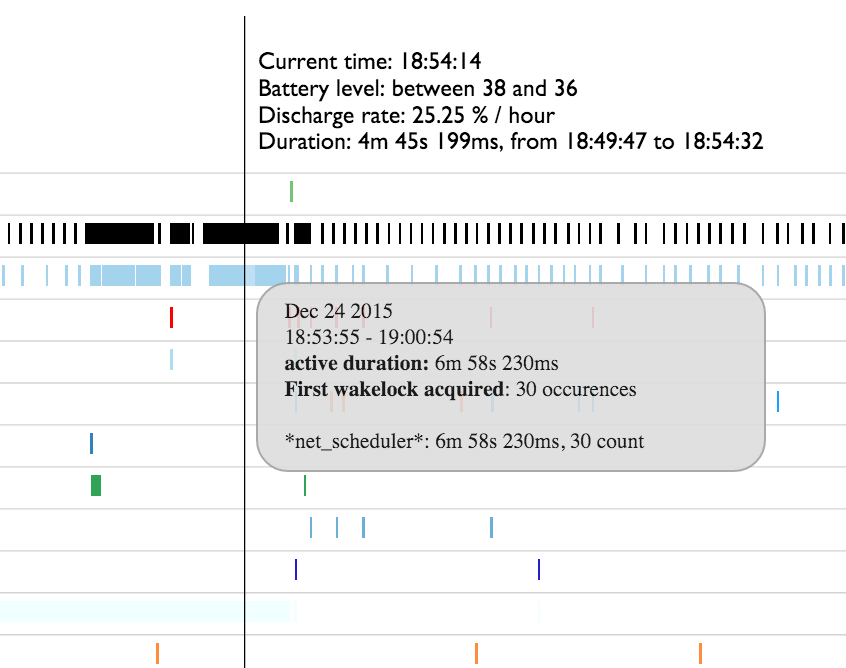 Current time: 18:54:14
Battery level: between 38 and 36
Discharge rate: 25.25 % / hour
Duration: 4m 45s 199ms, from 18:49:47 to 18:54:32
Dec 24 2015
18:53:55 - 19:00:54
active duration: 6m 58s 230ms
First wakelock acquired: 30 occurences
*net_scheduler*: 6m 58s 230ms, 30 count